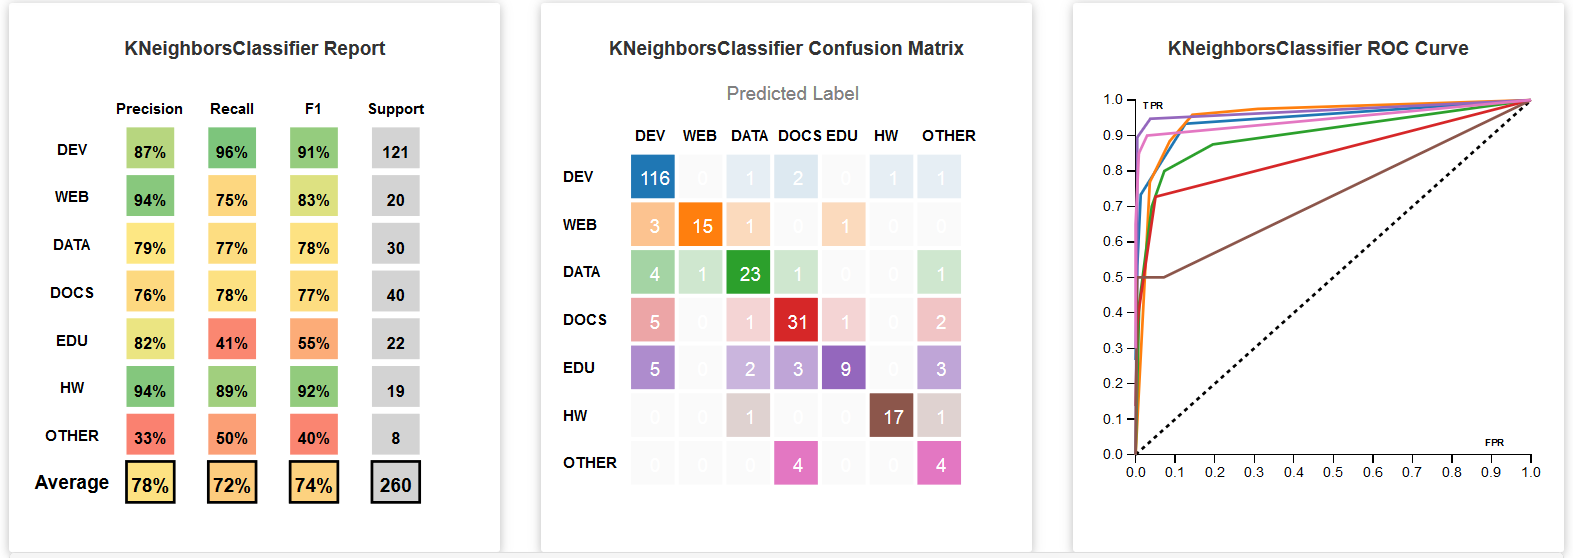 KNeighborsClassifier Report
Precision Recall F1 Support
DEV 87% 96% 91% 121
WEB 94% 75% 83% 20
DATA 79% 77% 78% 30
DOCS 76% 78% 77% 40
EDU 82% 41% 55% 22
HW 94% 89% 92% 19
OTHER 33% 50% 40% 8
Average 78% 72% 74% 260
KNeighborsClassifier Confusion Matrix
Predicted Label
DEV WEB DATA DOCS EDU HW OTHER
DEV 116 0 1 2 0 1 1
WEB 3 15 1 0 1 0 0
DATA 4 1 23 1 0 0 1
DOCS 5 0 1 31 1 0 2
EDU 5 0 2 3 9 0 3
HW 0 0 1 0 0 17 1
OTHER 0 0 0 4 0 0 4
KNeighborsClassifier ROC Curve
1.0
TPR
0.9
0.8
0.7
0.6
0.5
0.4
0.3
0.2
0.1
FPR
0.0
0.0 0.1 0.2 0.3 0.4 0.5 0.6 0.7 0.8 0.9 1.0